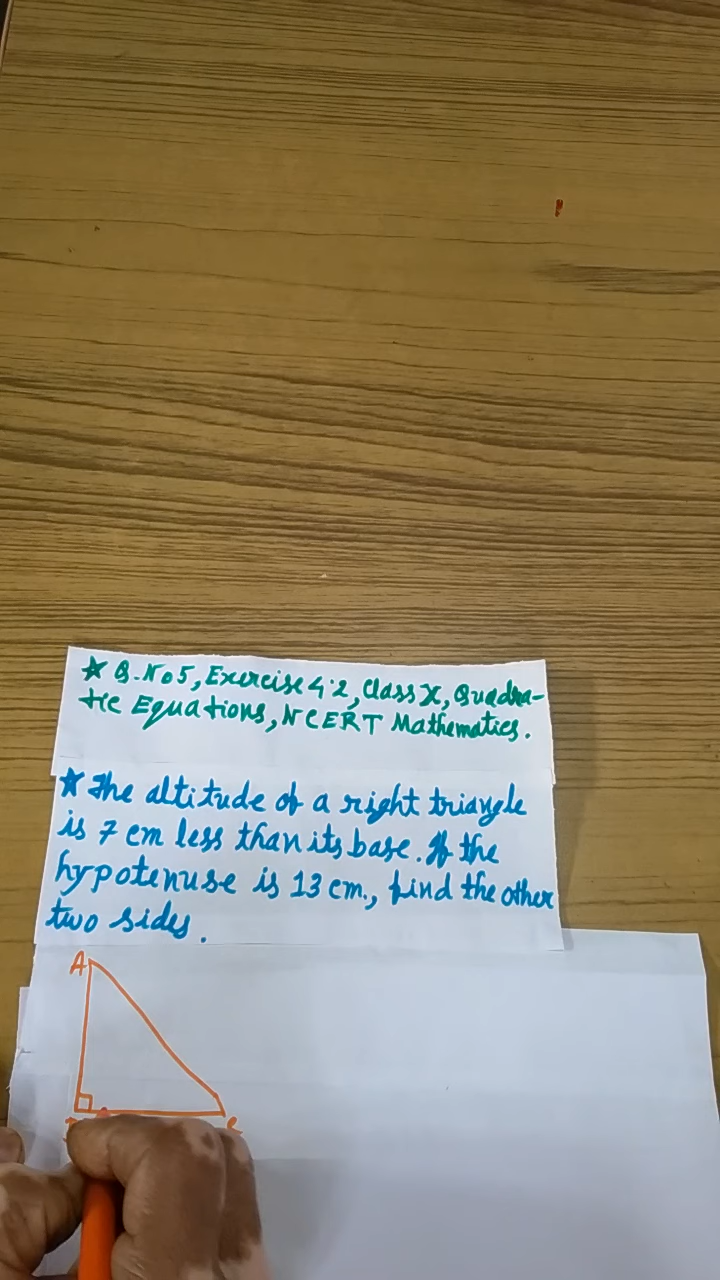 ★ Q.No5, Exercise 4.2, Class X, Quadra-
tic Equations, NCERT Mathematics.
★ The altitude of a right triangle
is 7 cm less than its base. If the
hypotenuse is 13 cm., find the other
two sides.
A
C